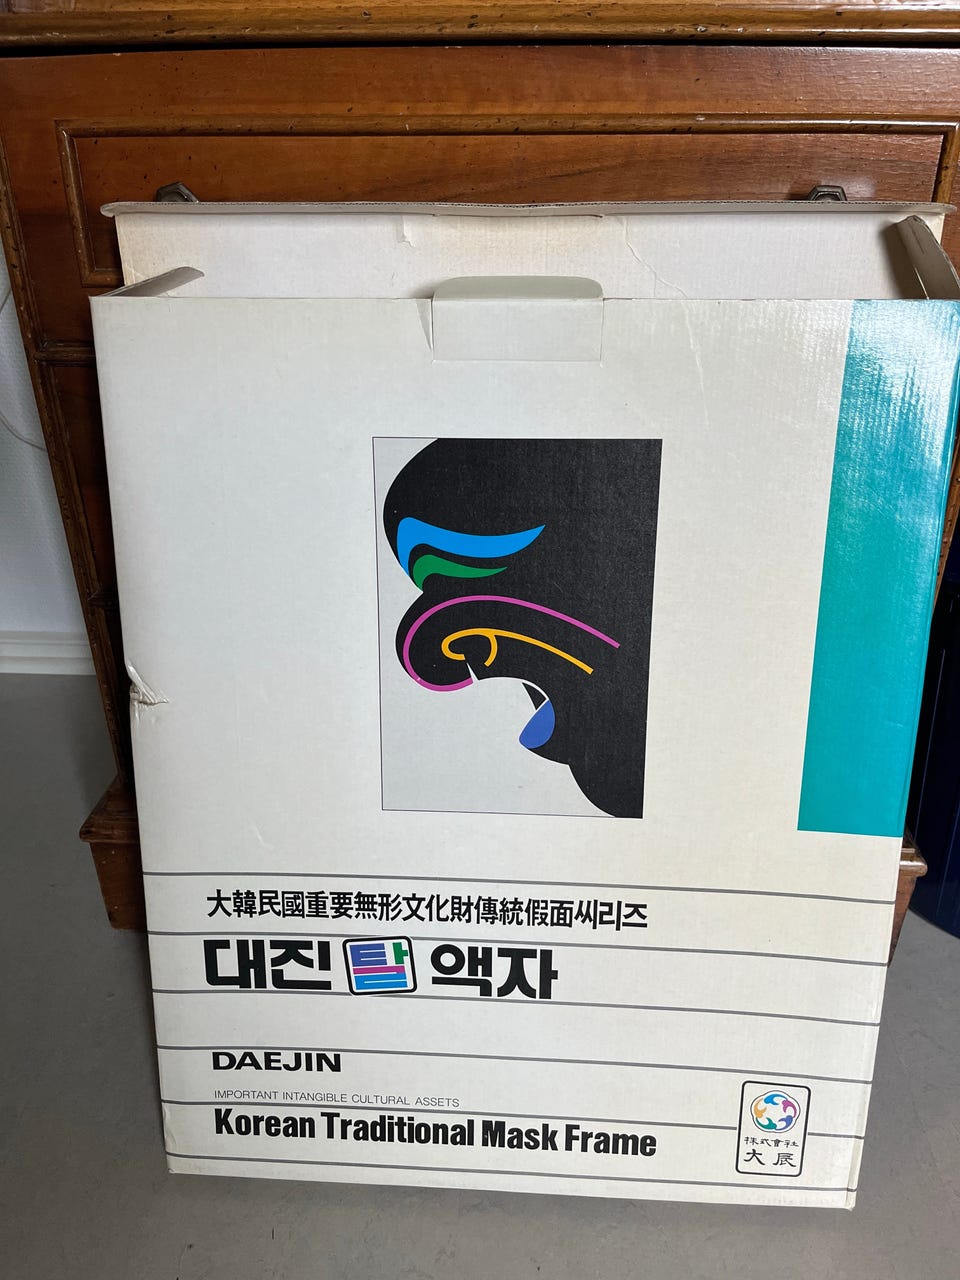 大韓民國重要無形文化財傳統假面씨리즈
대진 탈 액자
DAEJIN
IMPORTANT INTANGIBLE CULTURAL ASSETS
Korean Traditional Mask Frame
株式會社
大辰